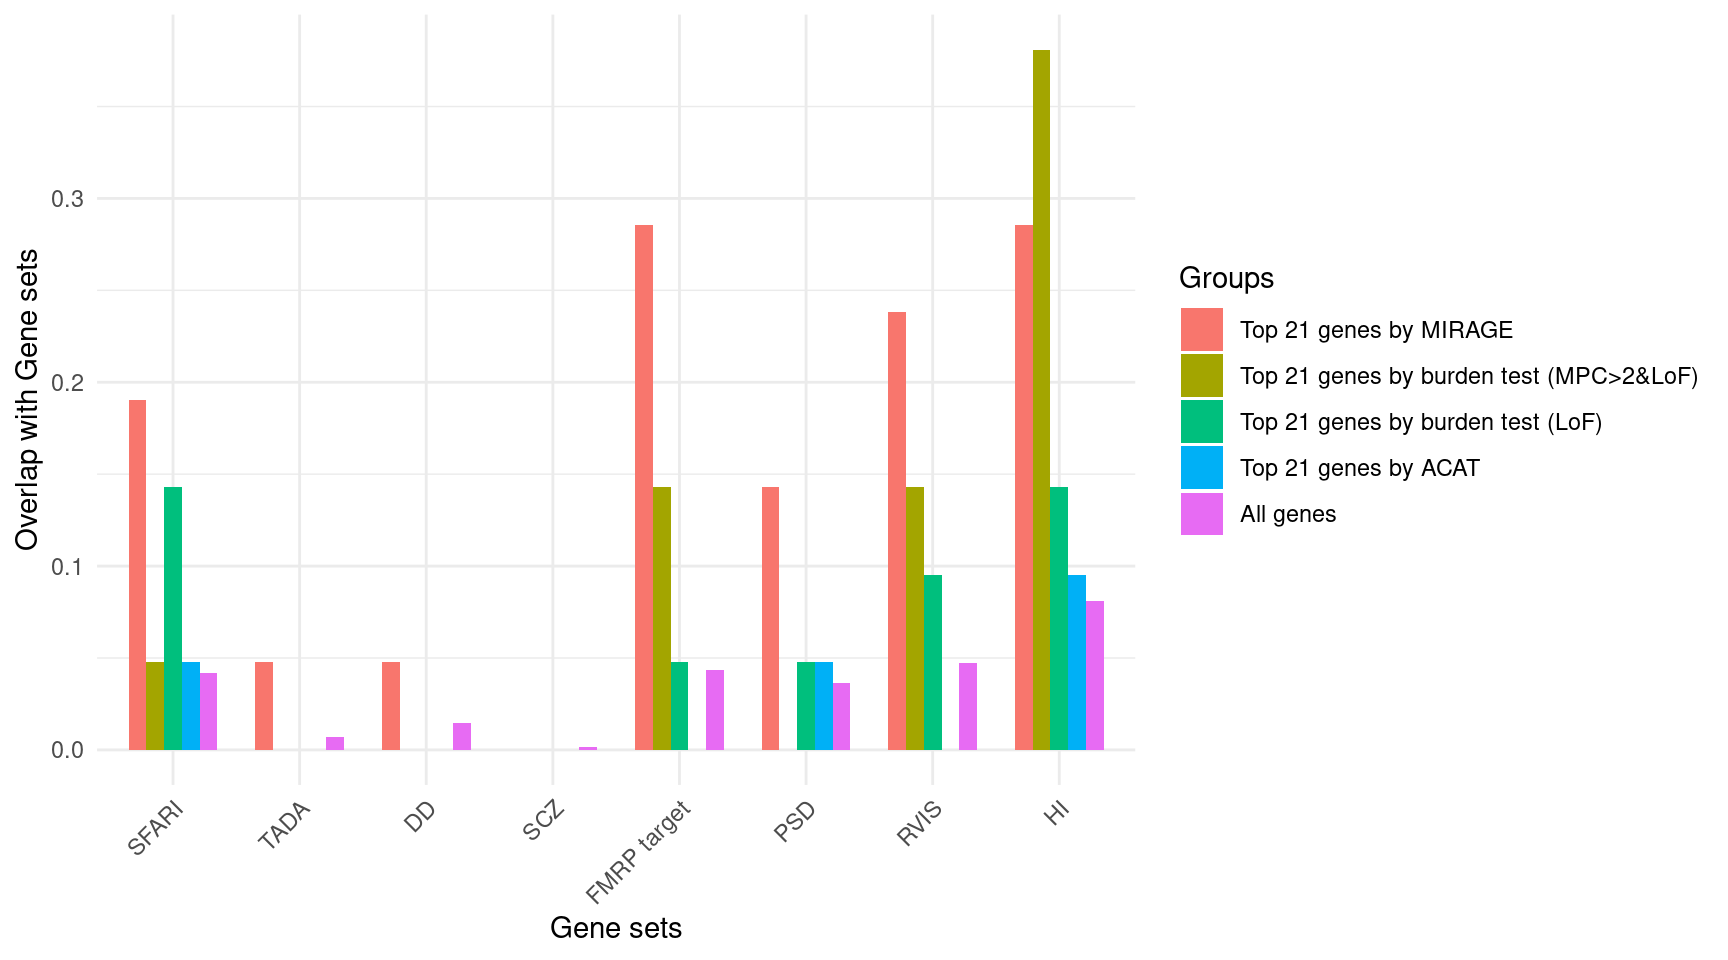 Overlap with Gene sets
0.3
0.2
0.1
0.0
SFARI
TADA
DD
SCZ
FMRP target
PSD
RVIS
HI
Gene sets
Groups
Top 21 genes by MIRAGE
Top 21 genes by burden test (MPC>2&LoF)
Top 21 genes by burden test (LoF)
Top 21 genes by ACAT
All genes